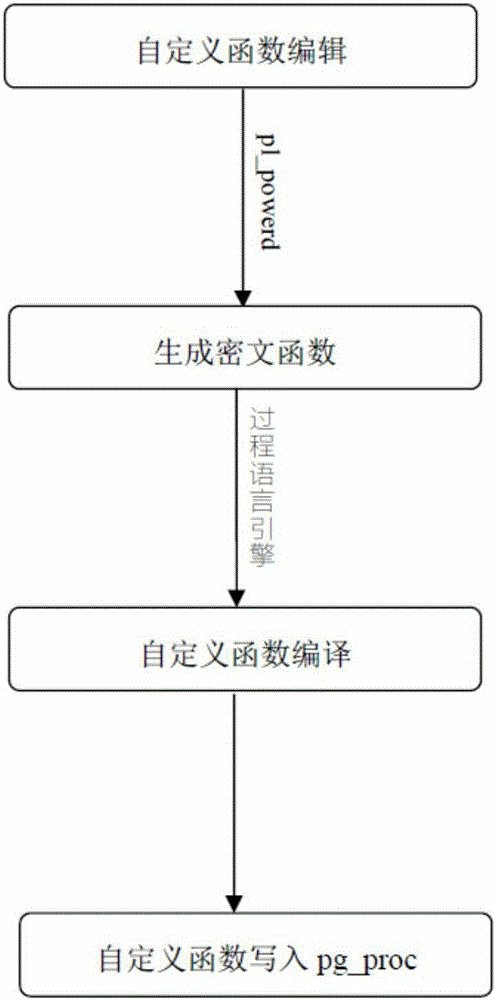 自定义函数编辑
pl_powerd
生成密文函数
过程语言引擎
自定义函数编译
自定义函数写入 pg_proc